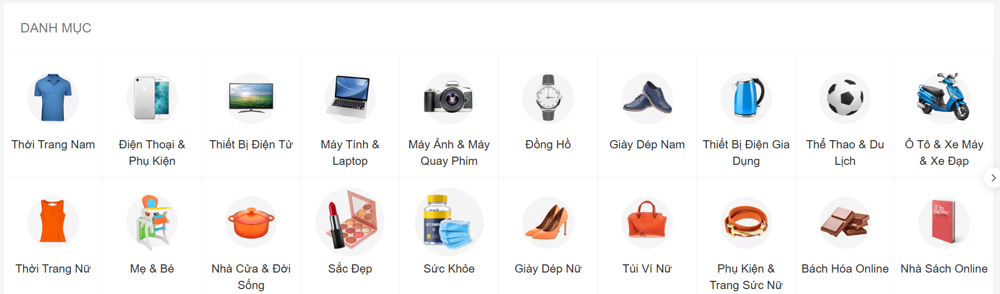 DANH MỤC
Thời Trang Nam
Điện Thoại &
Phụ Kiện
Thiết Bị Điện Tử
Máy Tính &
Laptop
Máy Ảnh & Máy
Quay Phim
Đồng Hồ
Giày Dép Nam
Thiết Bị Điện Gia
Dụng
Thể Thao & Du
Lịch
Ô Tô & Xe Máy
& Xe Đạp
Thời Trang Nữ
Mẹ & Bé
Nhà Cửa & Đời
Sống
Sắc Đẹp
VITAMIN
D
Sức Khỏe
Giày Dép Nữ
Túi Ví Nữ
Phụ Kiện &
Trang Sức Nữ
Bách Hóa Online
Nhà Sách Online